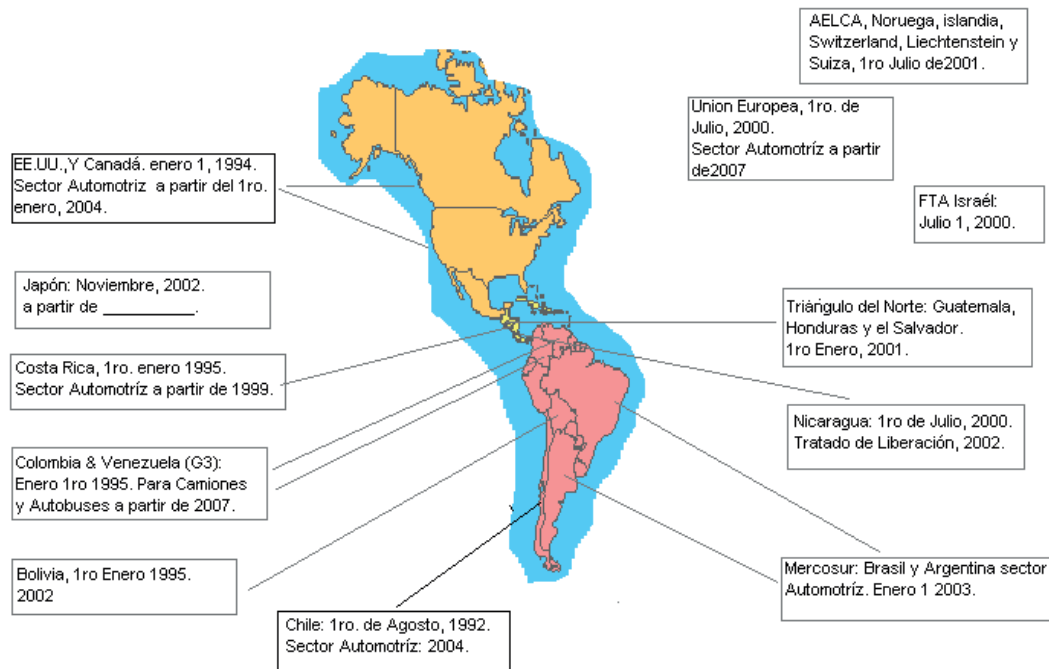 AELCA, Noruega, islandia,
Switzerland, Liechtenstein y
Suiza, 1ro Julio de2001.
Union Europea, 1ro. de
Julio, 2000.
Sector Automotríz a partir
de2007
EE.UU.,Y Canadá. enero 1, 1994.
Sector Automotriz a partir del 1ro.
enero, 2004.
FTA Israél:
Julio 1, 2000.
Japón: Noviembre, 2002.
a partir de ___________.
Triángulo del Norte: Guatemala,
Honduras y el Salvador.
1ro Enero, 2001.
Costa Rica, 1ro. enero 1995.
Sector Automotríz a partir de 1999.
Nicaragua: 1ro de Julio, 2000.
Tratado de Liberación, 2002.
Colombia & Venezuela (G3):
Enero 1ro 1995. Para Camiones
y Autobuses a partir de 2007.
Bolivia, 1ro Enero 1995.
2002
Mercosur: Brasil y Argentina sector
Automotríz. Enero 1 2003.
Chile: 1ro. de Agosto, 1992.
Sector Automotríz: 2004.